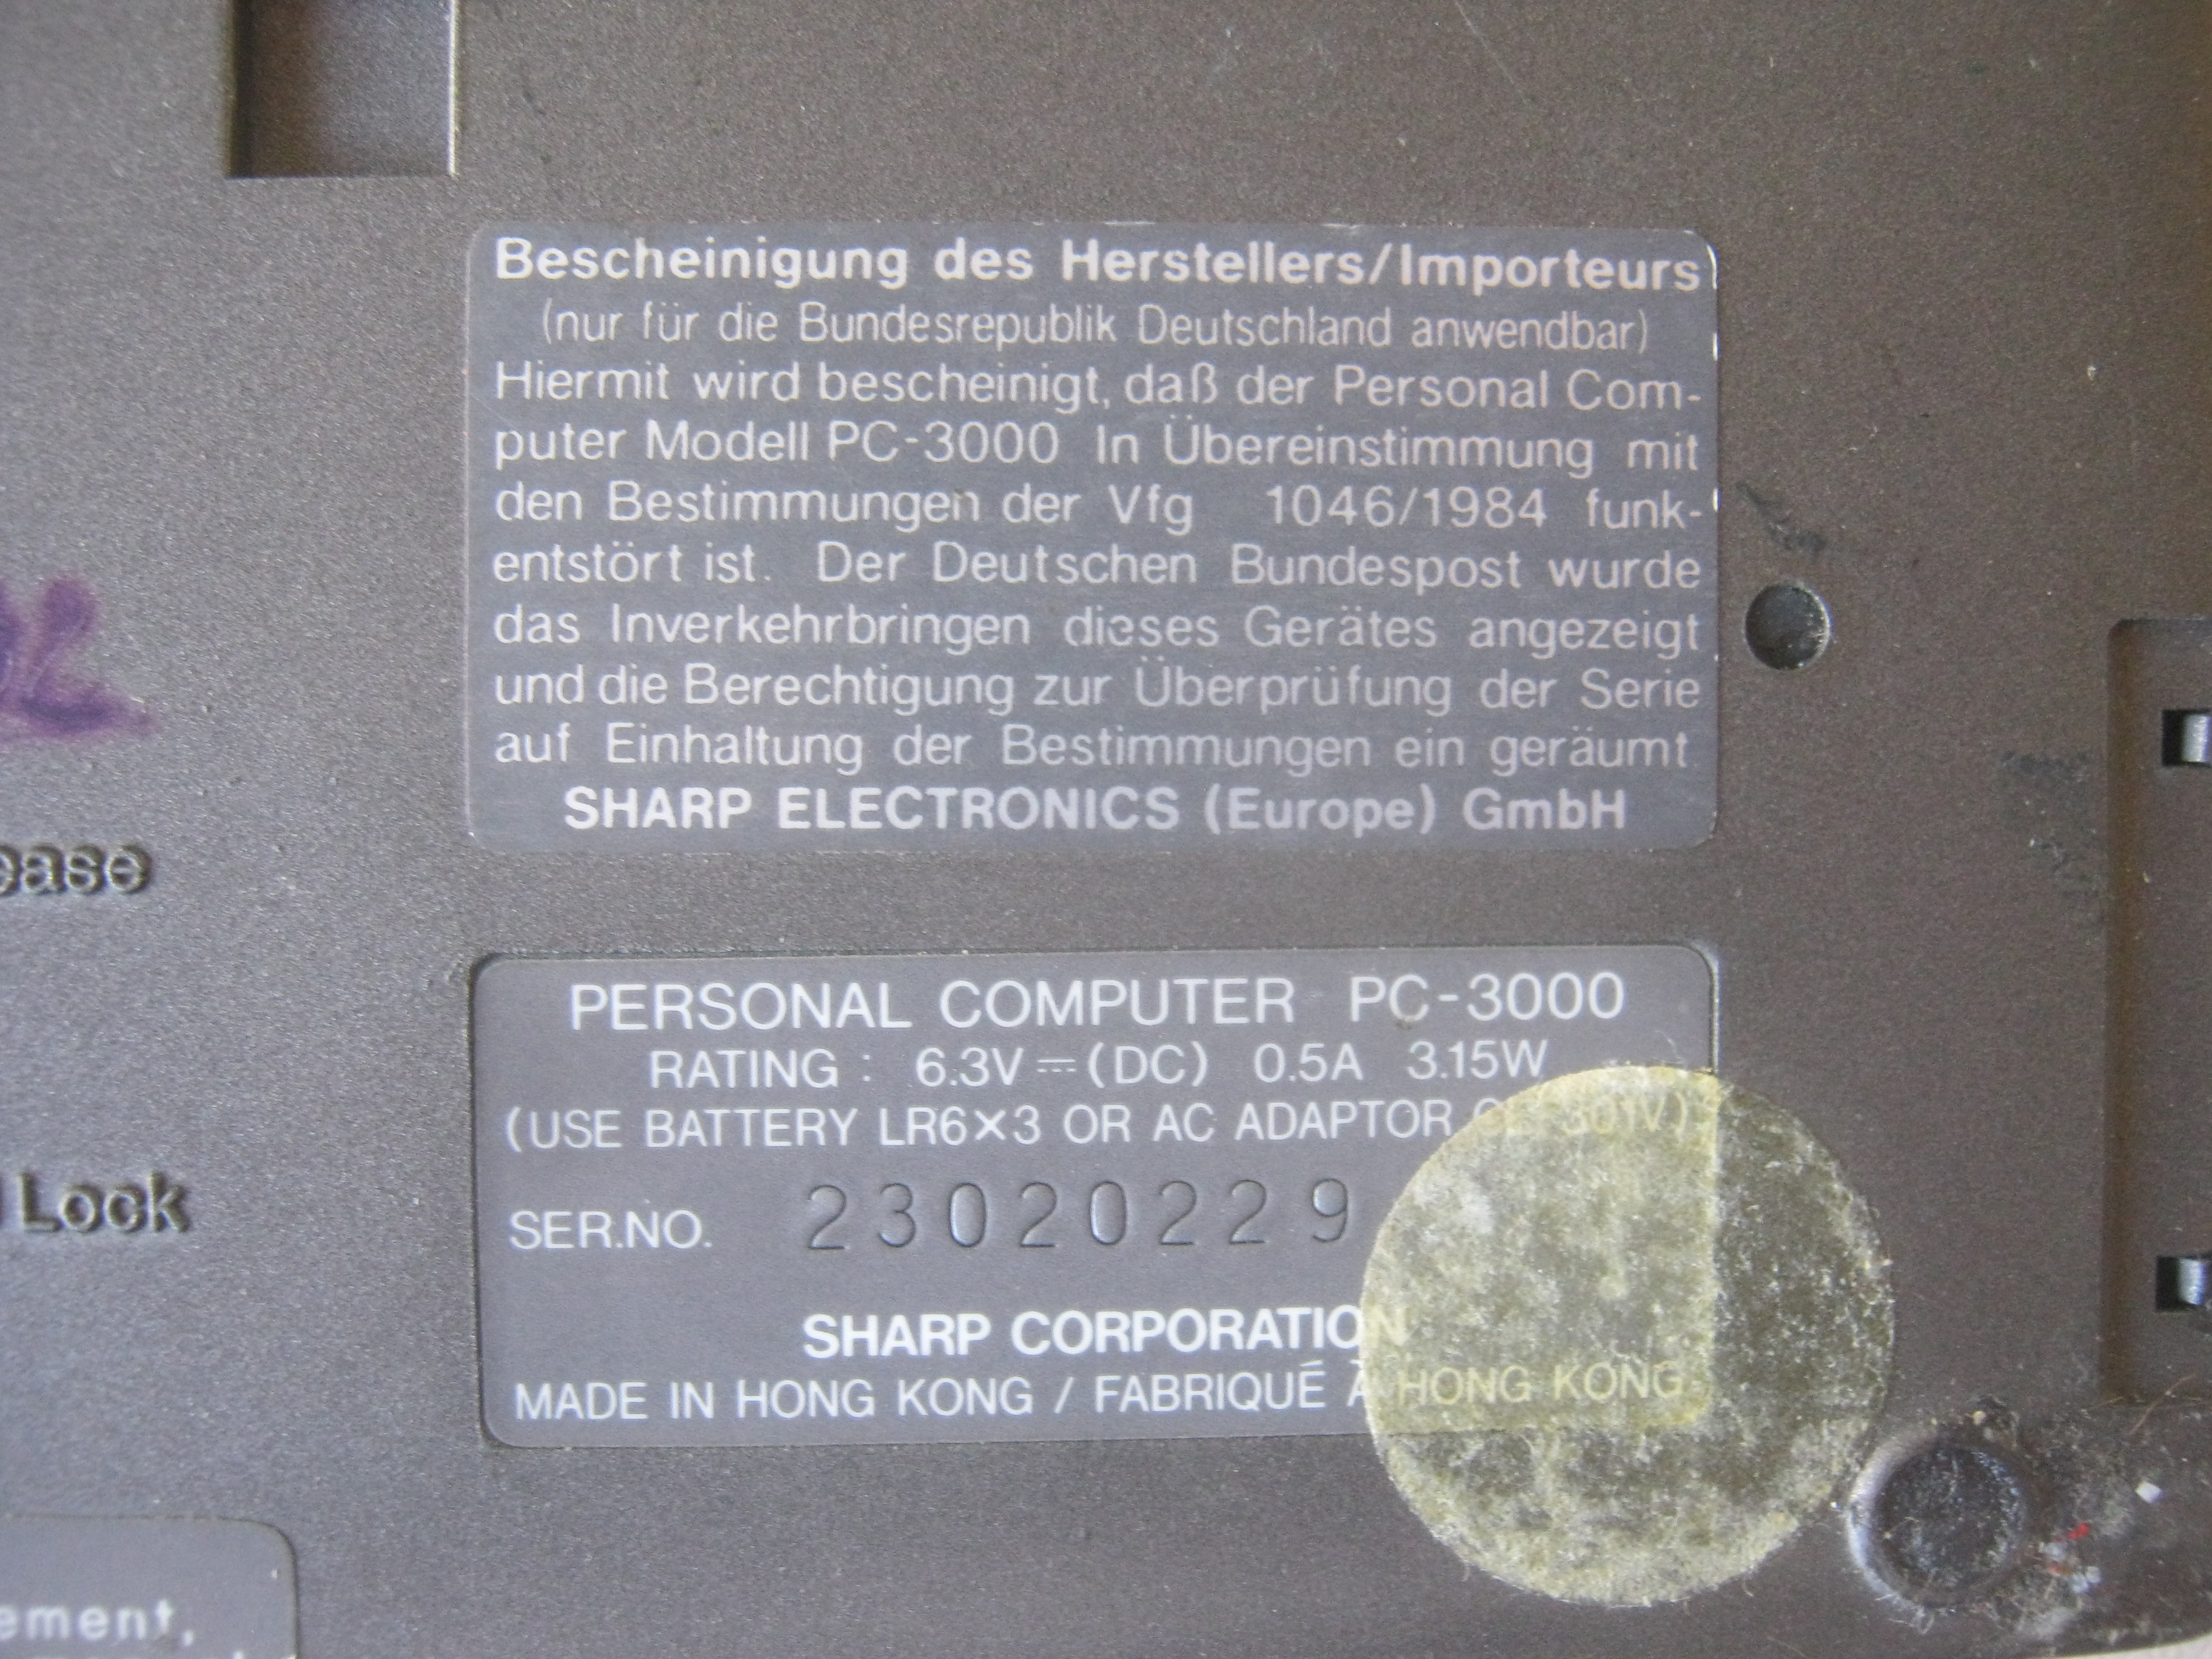 Bescheinigung des Herstellers/Importeurs
(nur für die Bundesrepublik Deutschland anwendbar)
Hiermit wird bescheinigt, daß der Personal Com-
puter Modell PC-3000 In Übereinstimmung mit
den Bestimmungen der Vfg 1046/1984 funk-
entstört ist. Der Deutschen Bundespost wurde
das Inverkehrbringen dieses Gerätes angezeigt
und die Berechtigung zur Überprüfung der Serie
auf Einhaltung der Bestimmungen ein geräumt
SHARP ELECTRONICS (Europe) GmbH
ease
PERSONAL COMPUTER PC-3000
RATING : 6.3V ⎓ (DC) 0.5A 3.15W
(USE BATTERY LR6×3 OR AC ADAPTOR CE-301V)
Lock
SER.NO. 23020229
SHARP CORPORATION
MADE IN HONG KONG / FABRIQUÉ À HONG KONG
ement,